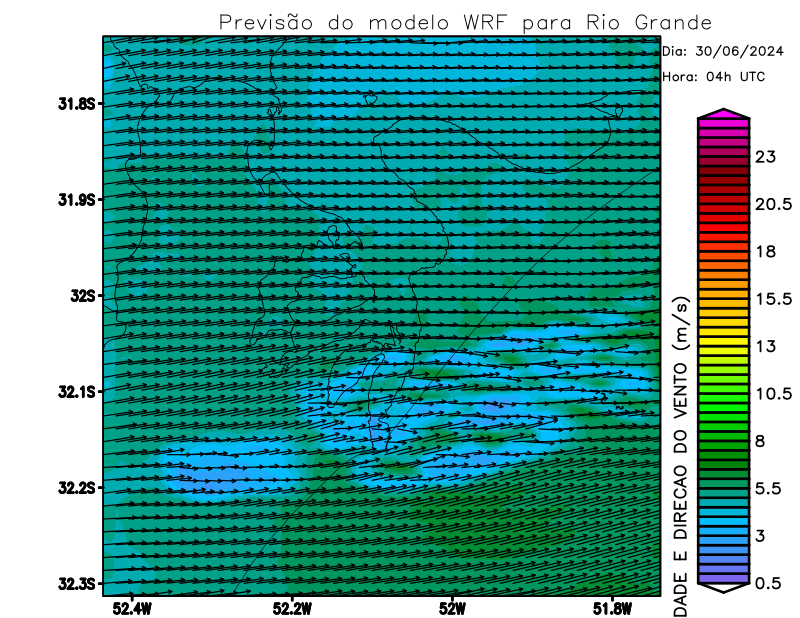 Previsão do modelo WRF para Rio Grande
Dia: 30/06/2024
Hora: 04h UTC
31.8S
31.9S
32S
32.1S
32.2S
32.3S
52.4W
52.2W
52W
51.8W
DADE E DIRECAO DO VENTO (m/s)
23
20.5
18
15.5
13
10.5
8
5.5
3
0.5